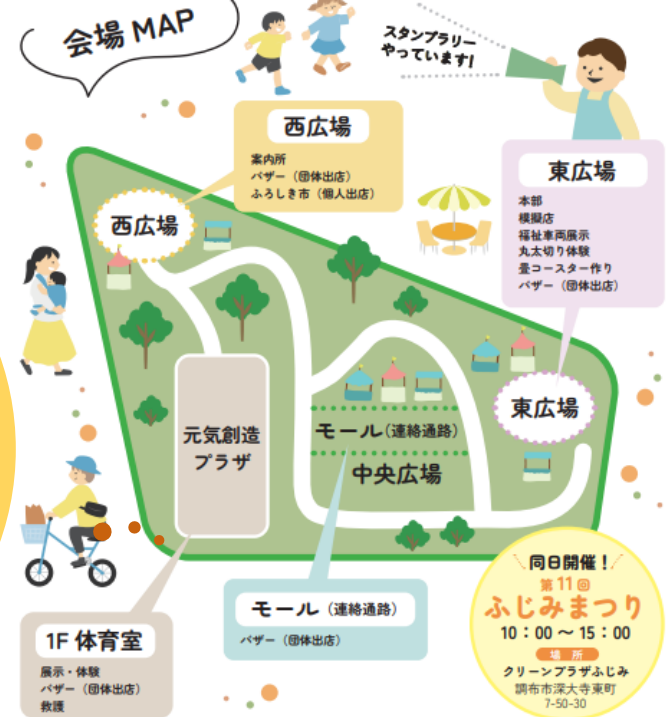 会場 MAP
スタンプラリー
やっています!
西広場
案内所
バザー（団体出店）
ふろしき市（個人出店）
東広場
本部
模擬店
福祉車両展示
丸太切り体験
畳コースター作り
バザー（団体出店）
西広場
東広場
元気創造
プラザ
モール（連絡通路）
中央広場
モール（連絡通路）
バザー（団体出店）
1F 体育室
展示・体験
バザー（団体出店）
救護
同日開催！
第11回
ふじみまつり
10：00～15：00
場 所
クリーンプラザふじみ
調布市深大寺東町
7-50-30